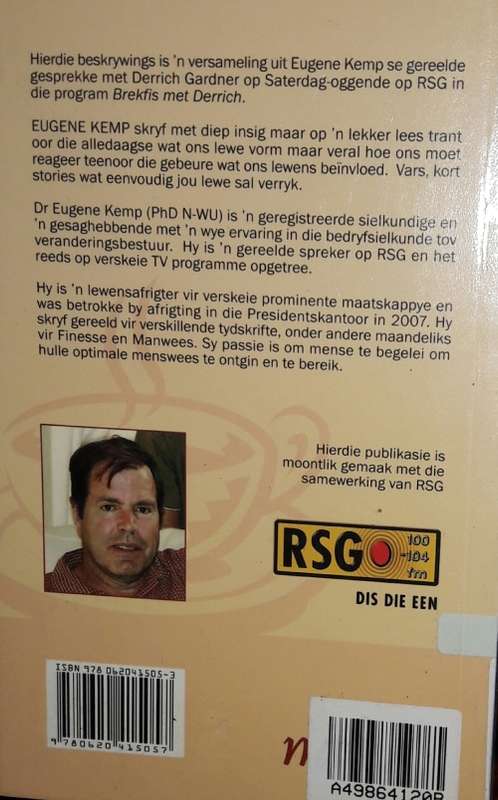 Hierdie beskrywings is 'n versameling uit Eugene Kemp se gereelde
gesprekke met Derrich Gardner op Saterdag-oggende op RSG in
die program Brekfis met Derrich.
EUGENE KEMP skryf met diep insig maar op 'n lekker lees trant
oor die alledaagse wat ons lewe vorm maar veral hoe ons moet
reageer teenoor die gebeure wat ons lewens beïnvloed. Vars, kort
stories wat eenvoudig jou lewe sal verryk.
Dr Eugene Kemp (PhD N-WU) is 'n geregistreerde sielkundige en
'n gesaghebbende met 'n wye ervaring in die bedryfsielkunde tov
veranderingsbestuur. Hy is 'n gereelde spreker op RSG en het
reeds op verskeie TV programme opgetree.
Hy is 'n lewensafrigter vir verskeie prominente maatskappye en
was betrokke by afrigting in die Presidentskantoor in 2007. Hy
skryf gereeld vir verskillende tydskrifte, onder andere maandeliks
vir Finesse en Manwees. Sy passie is om mense te begelei om
hulle optimale menswees te ontgin en te bereik.
Hierdie publikasie is
moontlik gemaak met die
samewerking van RSG
RSG 100
-104
fm
DIS DIE EEN
ISBN 978 062041505-3
9 780620 415057
A49864120B